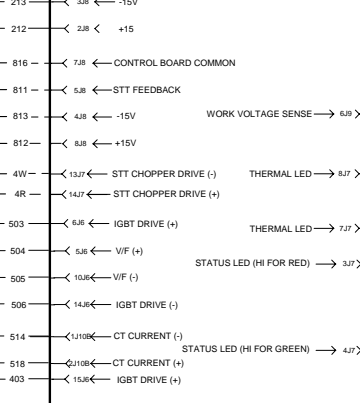 213 3J8 -15V
212 2J8 +15
816 7J8 CONTROL BOARD COMMON
811 5J8 STT FEEDBACK
813 4J8 -15V
WORK VOLTAGE SENSE 6J9
812 8J8 +15V
4W 13J7 STT CHOPPER DRIVE (-)
THERMAL LED 8J7
4R 14J7 STT CHOPPER DRIVE (+)
503 6J6 IGBT DRIVE (+)
THERMAL LED 7J7
504 5J6 V/F (+)
STATUS LED (HI FOR RED) 3J7
505 10J6 V/F (-)
506 14J6 IGBT DRIVE (-)
514 1J10B CT CURRENT (-)
STATUS LED (HI FOR GREEN) 4J7
518 2J10B CT CURRENT (+)
403 15J6 IGBT DRIVE (+)